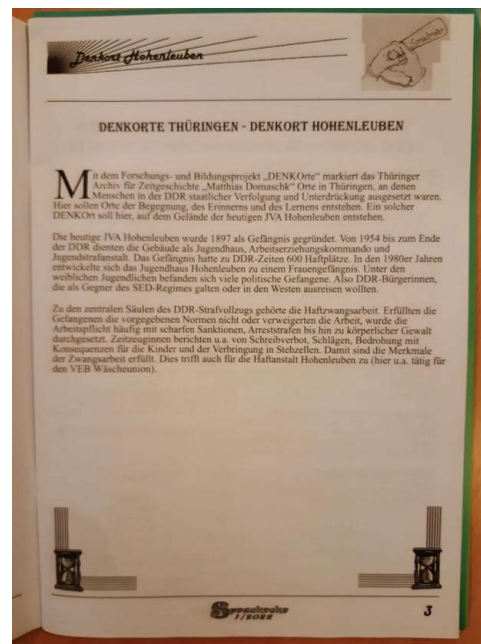 Denkort Hohenleuben
DENKORTE THÜRINGEN - DENKORT HOHENLEUBEN
Mit dem Forschungs- und Bildungsprojekt „DENKOrte" markiert das Thüringer
Archiv für Zeitgeschichte „Matthias Domaschk" Orte in Thüringen, an denen
Menschen in der DDR staatlicher Verfolgung und Unterdrückung ausgesetzt waren.
Hier sollen Orte der Begegnung, des Erinnerns und des Lernens entstehen. Ein solcher
DENKOrt soll hier, auf dem Gelände der heutigen JVA Hohenleuben entstehen.
Die heutige JVA Hohenleuben wurde 1897 als Gefängnis gegründet. Von 1954 bis zum Ende
der DDR dienten die Gebäude als Jugendhaus, Arbeitserziehungskommando und
Jugendstrafanstalt. Das Gefängnis hatte zu DDR-Zeiten 600 Haftplätze. In den 1980er Jahren
entwickelte sich das Jugendhaus Hohenleuben zu einem Frauengefängnis. Unter den
weiblichen Jugendlichen befanden sich viele politische Gefangene. Also DDR-Bürgerinnen,
die als Gegner des SED-Regimes galten oder in den Westen ausreisen wollten.
Zu den zentralen Säulen des DDR-Strafvollzugs gehörte die Haftzwangsarbeit. Erfüllten die
Gefangenen die vorgegebenen Normen nicht oder verweigerten die Arbeit, wurde die
Arbeitspflicht häufig mit scharfen Sanktionen, Arreststrafen bis hin zu körperlicher Gewalt
durchgesetzt. Zeitzeuginnen berichten u.a. von Schreibverbot, Schlägen, Bedrohung mit
Konsequenzen für die Kinder und der Verbringung in Stehzellen. Damit sind die Merkmale
der Zwangsarbeit erfüllt. Dies trifft auch für die Haftanstalt Hohenleuben zu (hier u.a. tätig für
den VEB Wäscheunion).
Sprachrohr
1/2022
3